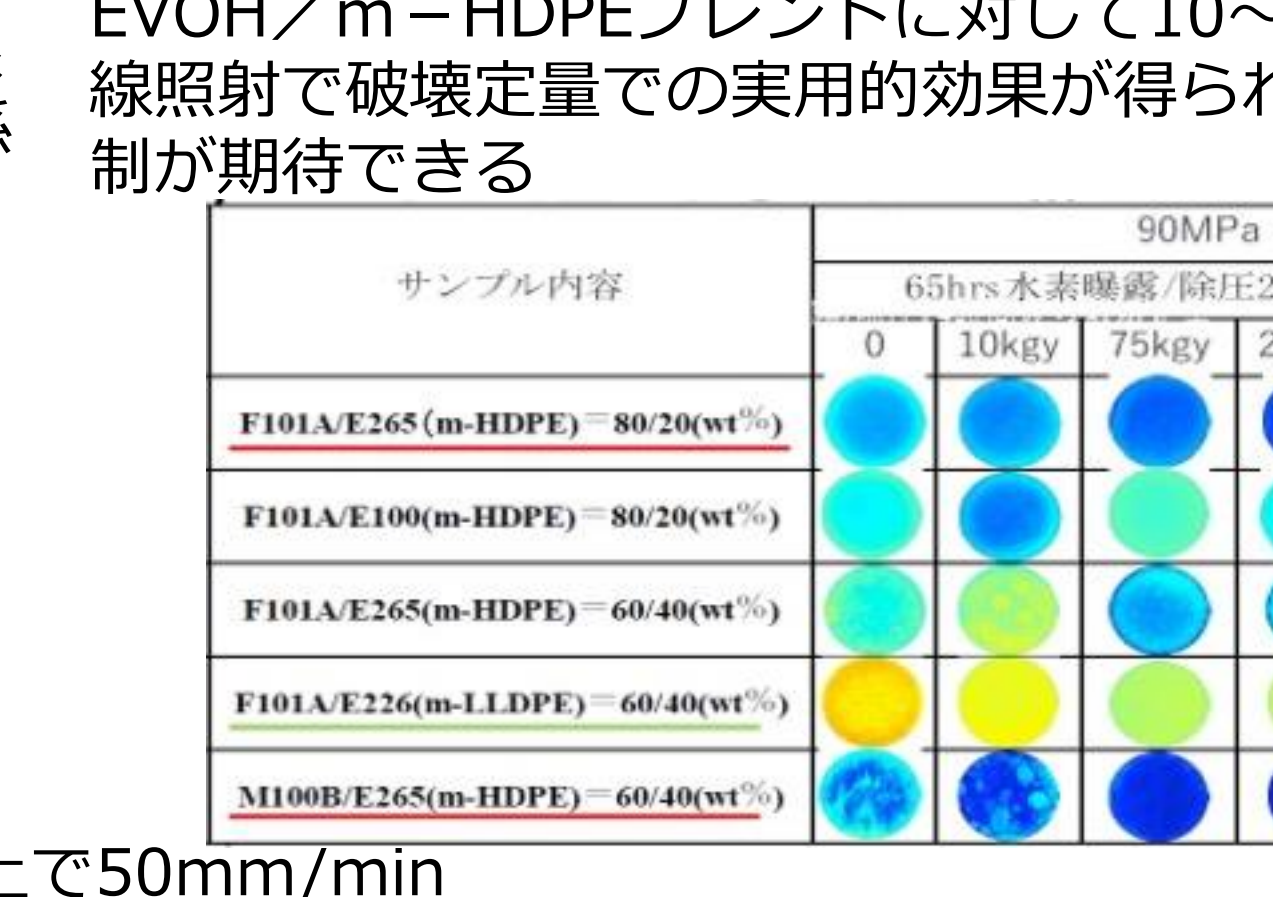 EVOH／m－HDPEブレンドに対して10～
線照射で破壊定量での実用的効果が得られ
制が期待できる
90MPa
サンプル内容
65hrs水素曝露/除圧2
0 10kgy 75kgy 2
F101A/E265(m-HDPE)＝80/20(wt%)
F101A/E100(m-HDPE)＝80/20(wt%)
F101A/E265(m-HDPE)＝60/40(wt%)
F101A/E226(m-LLDPE)＝60/40(wt%)
M100B/E265(m-HDPE)＝60/40(wt%)
上で50mm/min